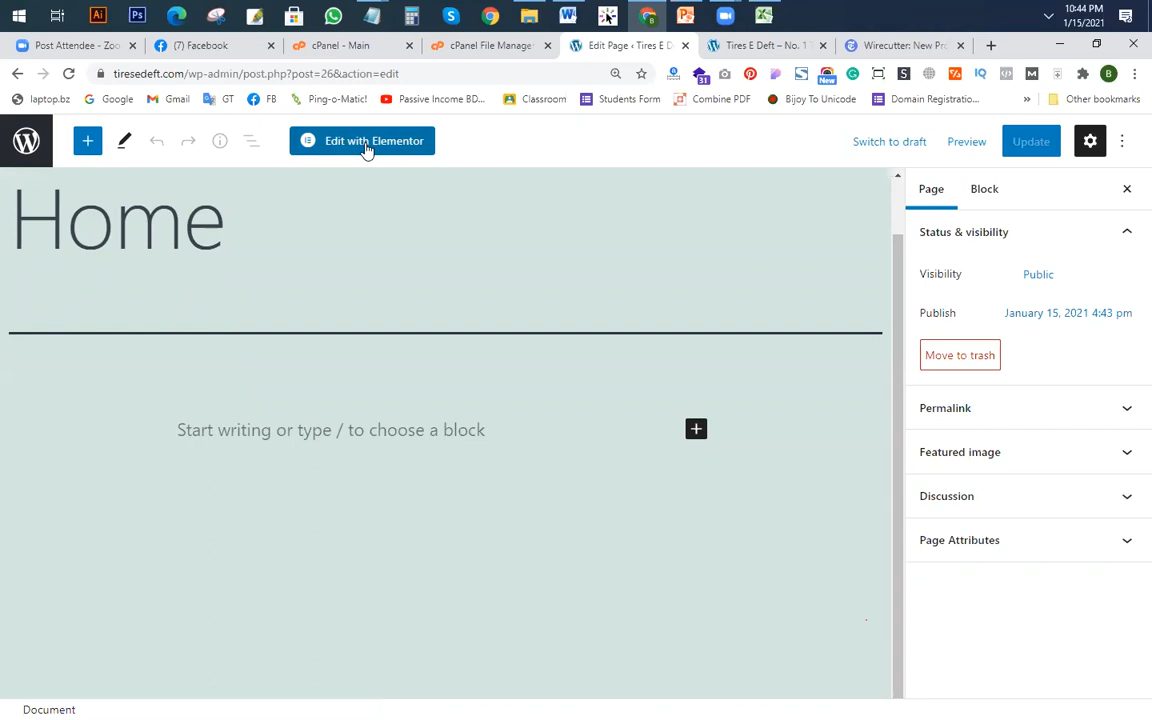 10:44 PM
1/15/2021
Post Attendee - Zoo
(7) Facebook
cPanel - Main
cPanel File Manage
Edit Page ‹ Tires E D
Tires E Deft – No. 1 T
Wirecutter: New Pro
tiresedeft.com/wp-admin/post.php?post=26&action=edit
31
New
B
laptop.bz
Google
Gmail
GT
FB
Ping-o-Matic!
Passive Income BD...
Classroom
Students Form
Combine PDF
Bijoy To Unicode
Domain Registratio...
»
Other bookmarks
Edit with Elementor
Switch to draft
Preview
Update
Home
Start writing or type / to choose a block
Page
Block
Status & visibility
Visibility
Public
Publish
January 15, 2021 4:43 pm
Move to trash
Permalink
Featured image
Discussion
Page Attributes
Document